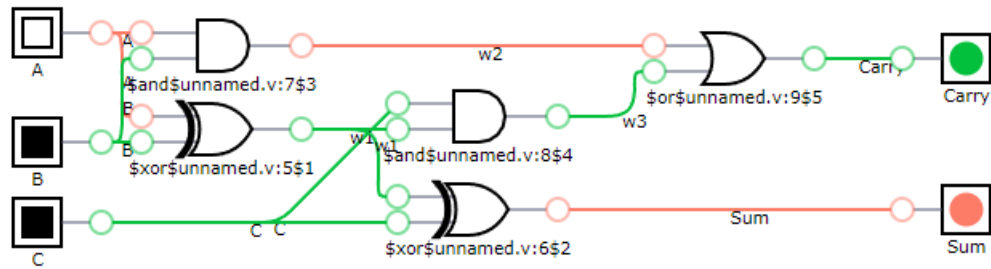 A
A
w2
Carry
Carry
$and$unnamed.v:7$3
A
B
$or$unnamed.v:9$5
w3
B
B
w1
w1
$and$unnamed.v:8$4
$xor$unnamed.v:5$1
C
C
C
Sum
Sum
$xor$unnamed.v:6$2